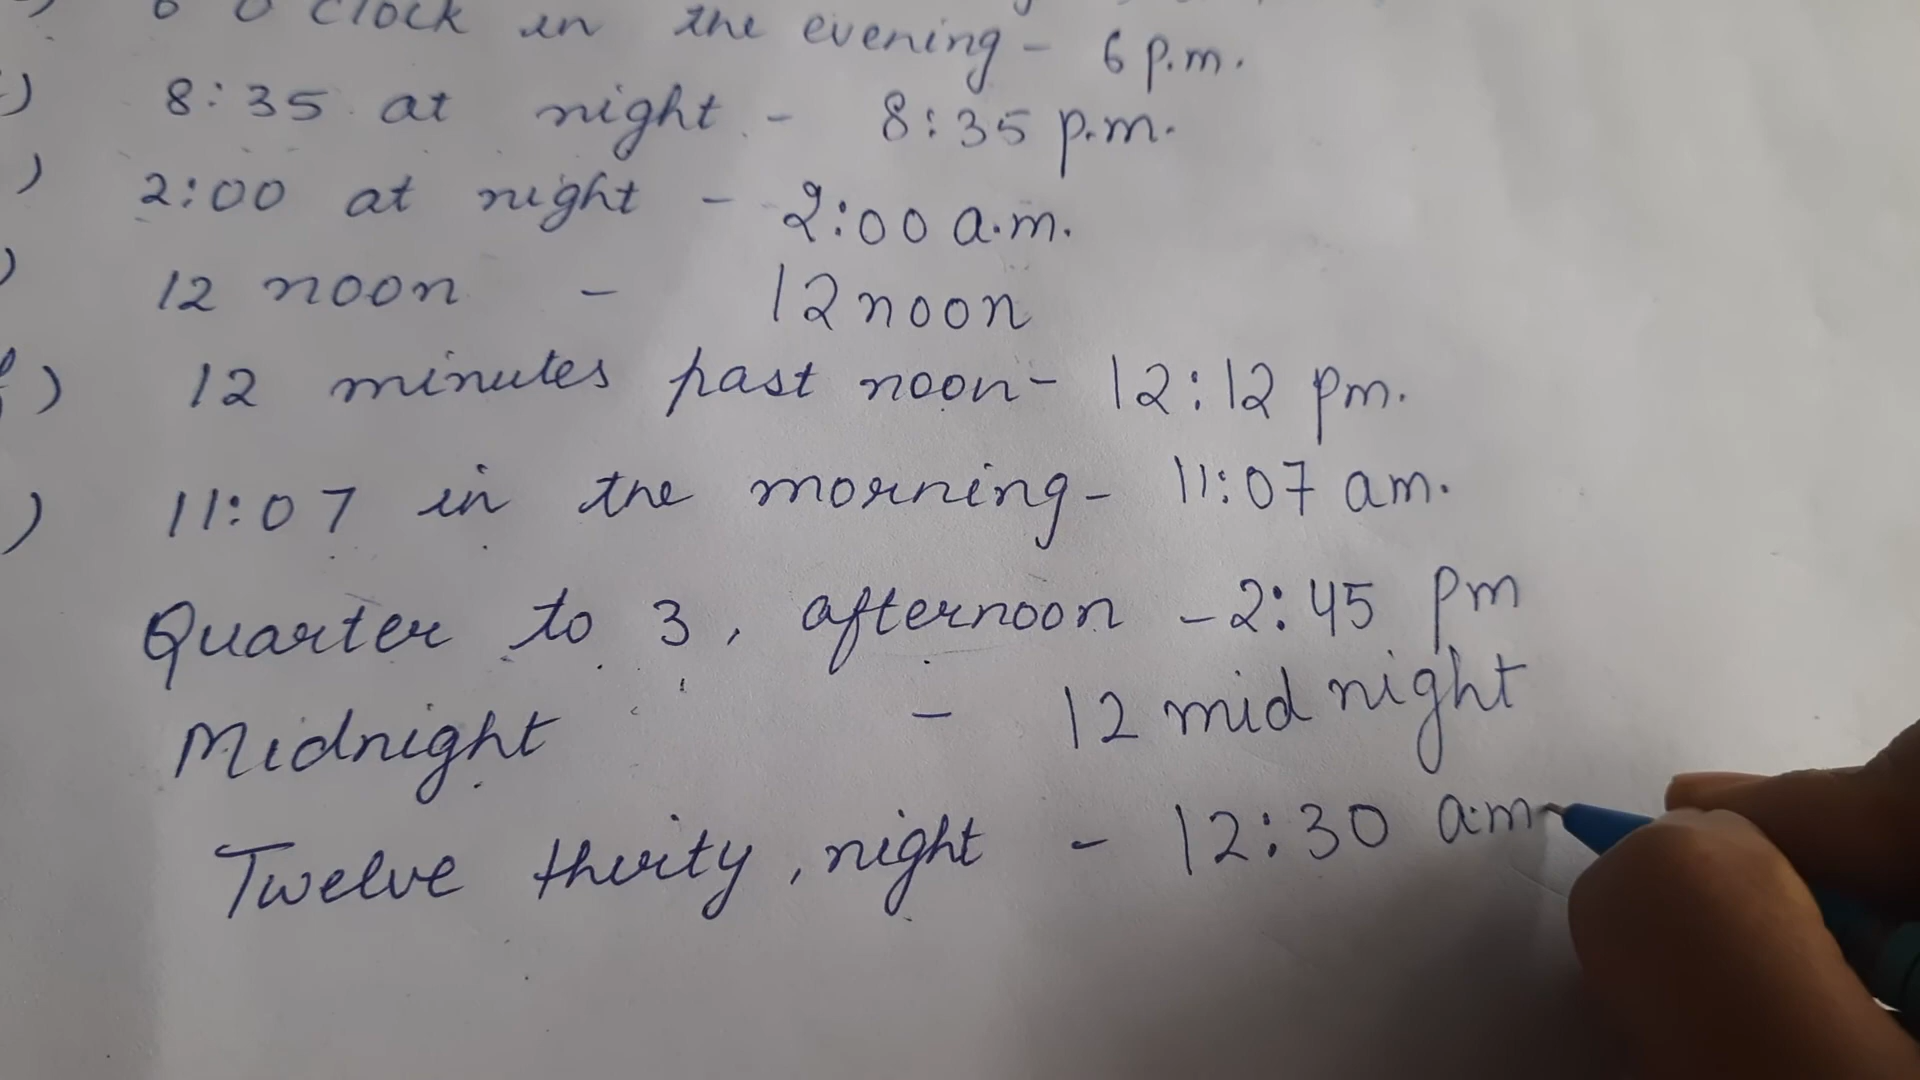 6 O Clock in the evening - 6 p.m.
) 8:35 at night - 8:35 p.m.
) 2:00 at night - 2:00 a.m.
) 12 noon - 12 noon
) 12 minutes past noon - 12:12 pm.
) 11:07 in the morning - 11:07 am.
Quarter to 3, afternoon - 2:45 pm
Midnight - 12 mid night
Twelve thirty, night - 12:30 a.m